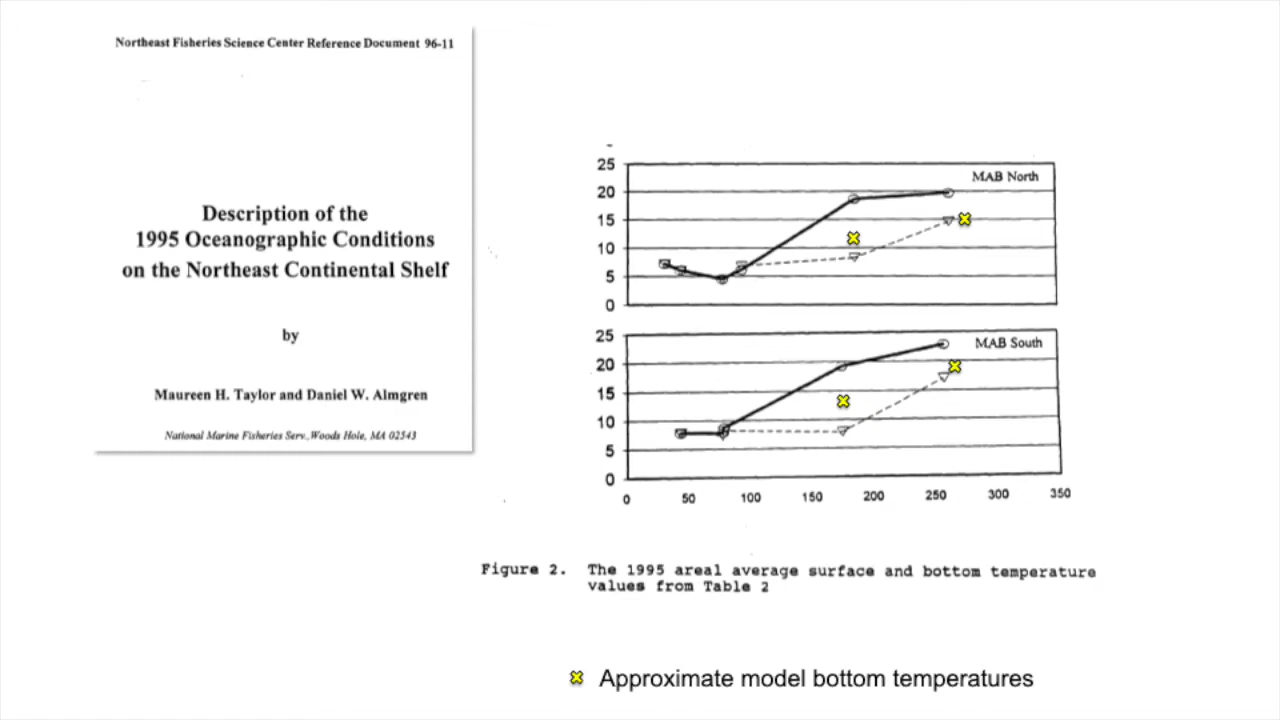 Northeast Fisheries Science Center Reference Document 96-11
Description of the
1995 Oceanographic Conditions
on the Northeast Continental Shelf
by
Maureen H. Taylor and Daniel W. Almgren
National Marine Fisheries Serv., Woods Hole, MA 02543
25
20
15
10
5
0
MAB North
25
20
15
10
5
0
MAB South
0 50 100 150 200 250 300 350
Figure 2. The 1995 areal average surface and bottom temperature
values from Table 2
Approximate model bottom temperatures